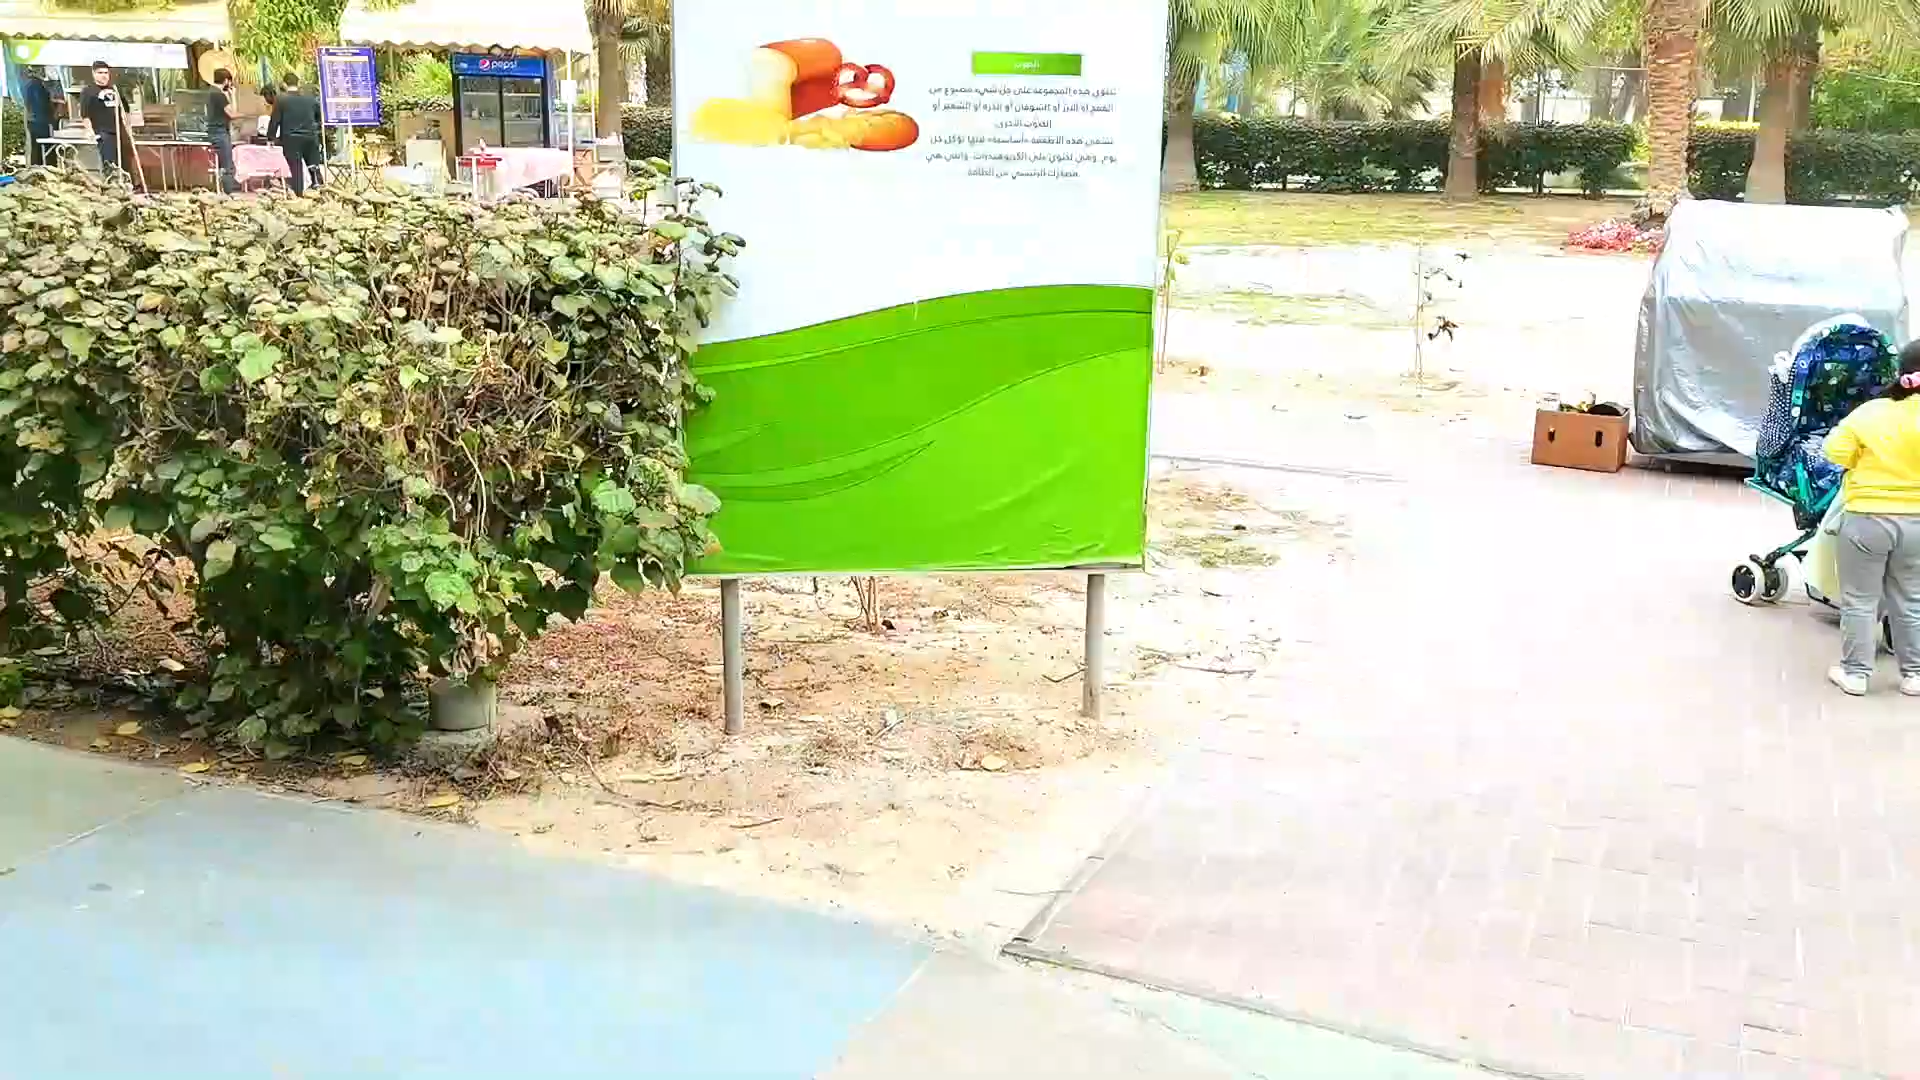 pepsi
الحبوب
تحتوي هذه المجموعة على كل شيء مصنوع من
القمح أو الأرز أو الشوفان أو الذرة أو الشعير أو
الحبوب الأخرى.
تسمى هذه الأطعمة «أساسية» لأنها تؤكل كل
يوم. وهي تحتوي على الكربوهيدرات، والتي هي
مصدرك الرئيسي من الطاقة.